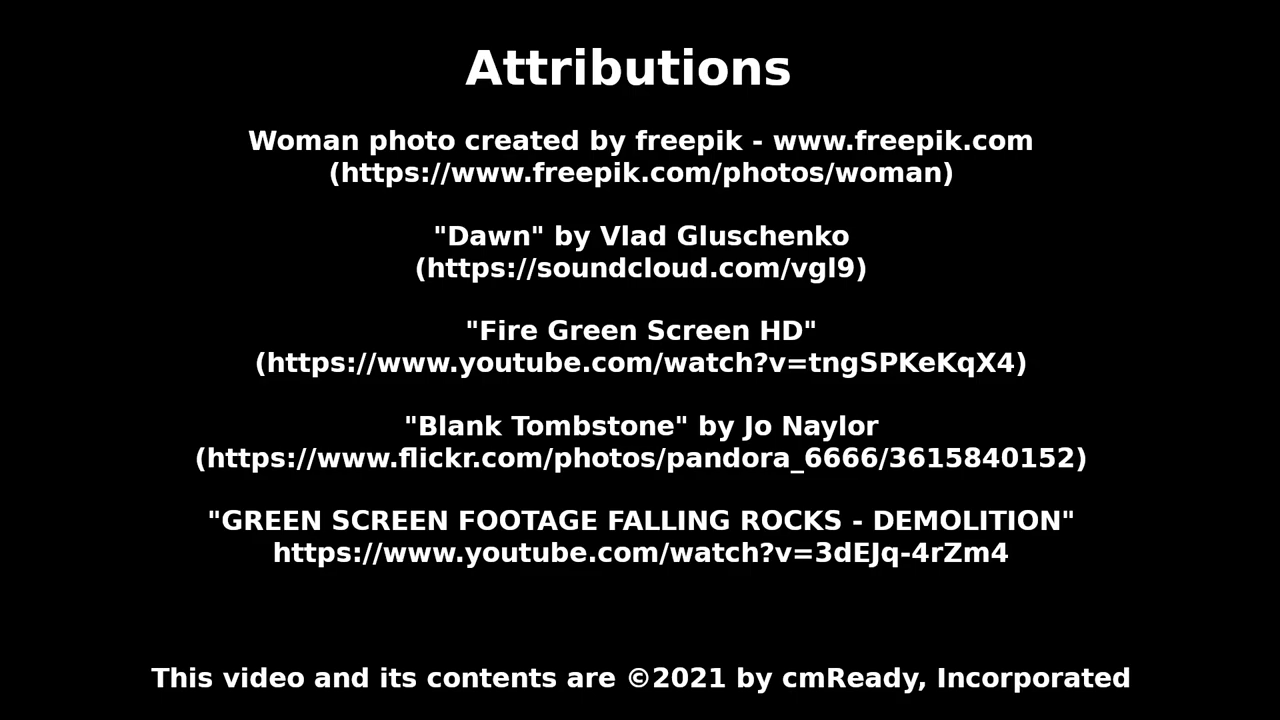 Attributions
Woman photo created by freepik - www.freepik.com
(https://www.freepik.com/photos/woman)
"Dawn" by Vlad Gluschenko
(https://soundcloud.com/vgl9)
"Fire Green Screen HD"
(https://www.youtube.com/watch?v=tngSPKeKqX4)
"Blank Tombstone" by Jo Naylor
(https://www.flickr.com/photos/pandora_6666/3615840152)
"GREEN SCREEN FOOTAGE FALLING ROCKS - DEMOLITION"
https://www.youtube.com/watch?v=3dEJq-4rZm4
This video and its contents are ©2021 by cmReady, Incorporated